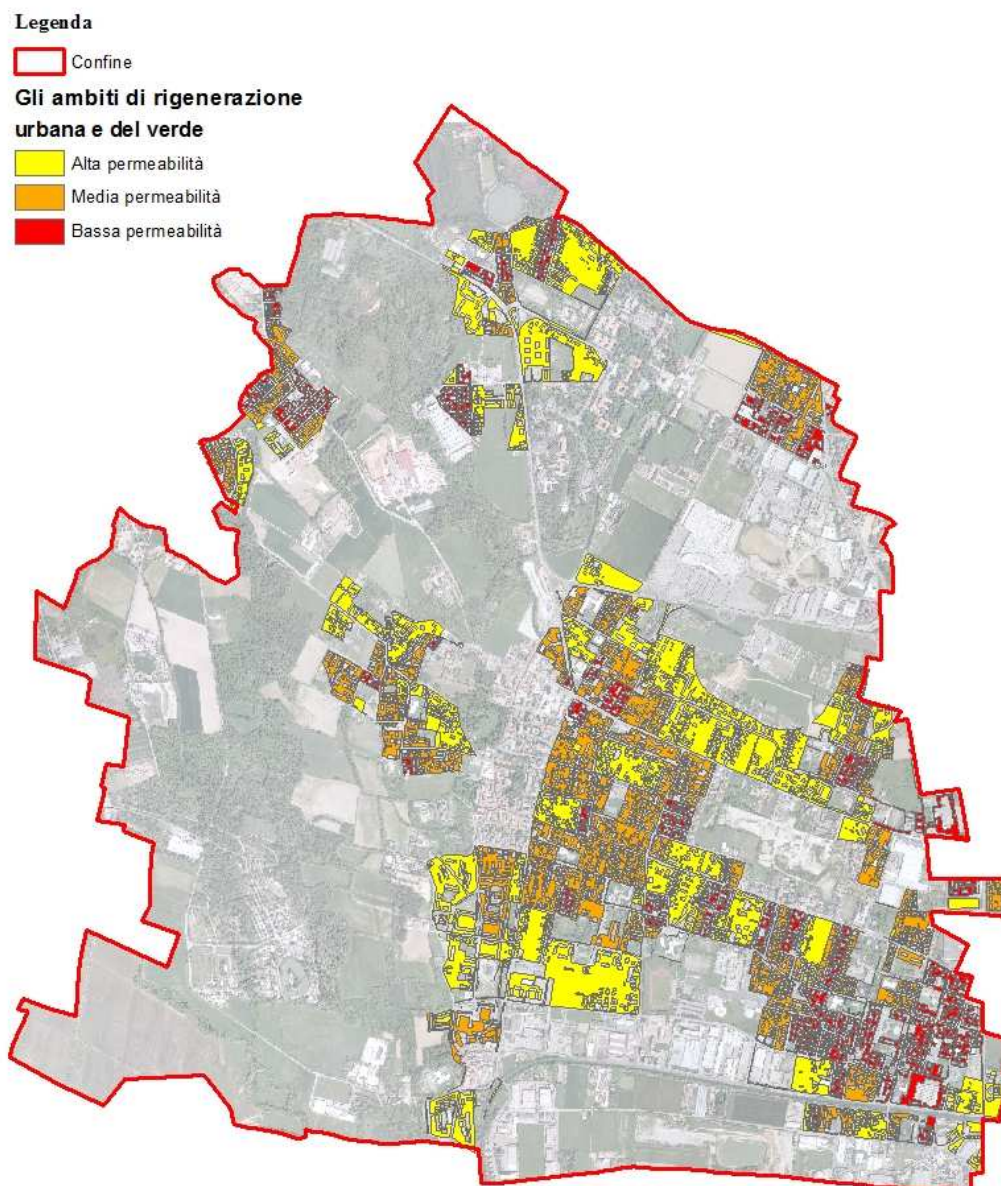 Legenda
Confine
Gli ambiti di rigenerazione
urbana e del verde
Alta permeabilità
Media permeabilità
Bassa permeabilità